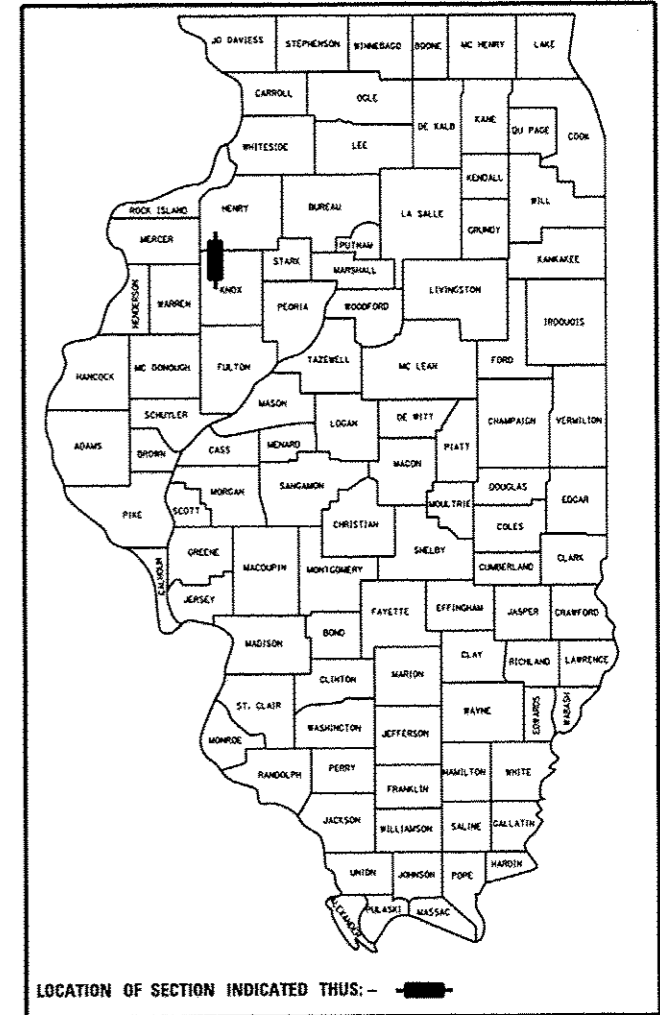 JO DAVIESS STEPHENSON WINNEBAGO BOONE MC HENRY LAKE
CARROLL OGLE DE KALB KANE DU PAGE COOK
WHITESIDE LEE KENDALL WILL
ROCK ISLAND HENRY BUREAU LA SALLE GRUNDY
MERCER PUTNAM KANKAKEE
HENDERSON WARREN KNOX STARK MARSHALL LIVINGSTON
PEORIA WOODFORD IROQUOIS
HANCOCK MC DONOUGH FULTON TAZEWELL MC LEAN FORD
SCHUYLER MASON LOGAN DE WITT CHAMPAIGN VERMILION
ADAMS BROWN CASS MENARD PIATT
MACON
PIKE SCOTT MORGAN SANGAMON MOULTRIE DOUGLAS EDGAR
CHRISTIAN COLES
CALHOUN GREENE MACOUPIN MONTGOMERY SHELBY CUMBERLAND CLARK
JERSEY FAYETTE EFFINGHAM JASPER CRAWFORD
MADISON BOND
CLAY RICHLAND LAWRENCE
CLINTON MARION
ST. CLAIR WAYNE EDWARDS WABASH
MONROE WASHINGTON JEFFERSON
RANDOLPH PERRY HAMILTON WHITE
FRANKLIN
JACKSON WILLIAMSON SALINE GALLATIN
UNION JOHNSON POPE HARDIN
ALEXANDER PULASKI MASSAC
LOCATION OF SECTION INDICATED THUS: –